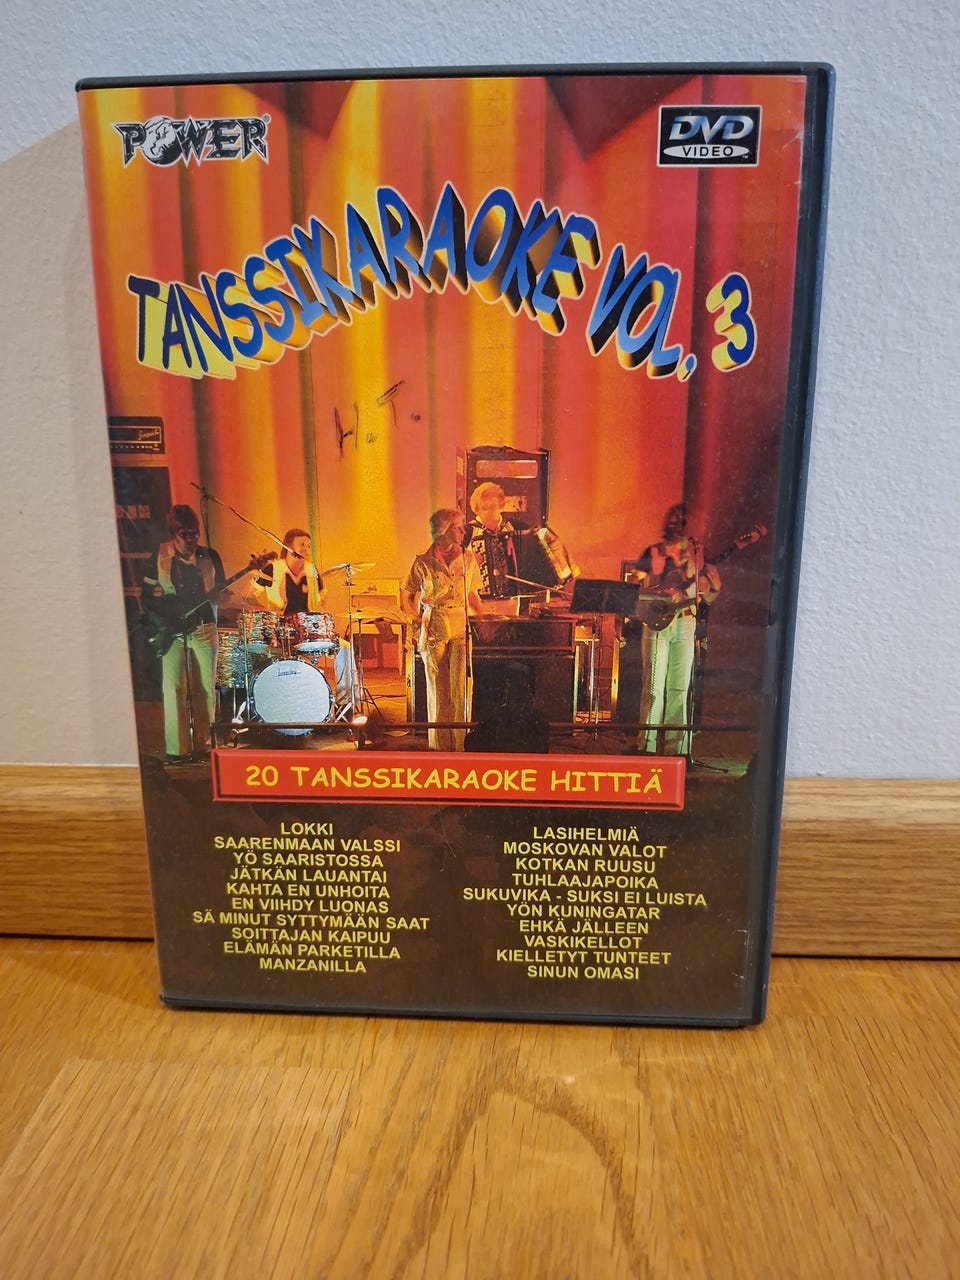 POWER®
DVD
VIDEO
TANSSIKARAOKE VOL. 3
H.T.
20 TANSSIKARAOKE HITTIÄ
LOKKI
SAARENMAAN VALSSI
YÖ SAARISTOSSA
JÄTKÄN LAUANTAI
KAHTA EN UNHOITA
EN VIIHDY LUONAS
SÄ MINUT SYTTYMÄÄN SAAT
SOITTAJAN KAIPUU
ELÄMÄN PARKETILLA
MANZANILLA
LASIHELMIÄ
MOSKOVAN VALOT
KOTKAN RUUSU
TUHLAAJAPOIKA
SUKUVIKA - SUKSI EI LUISTA
YÖN KUNINGATAR
EHKÄ JÄLLEEN
VASKIKELLOT
KIELLETYT TUNTEET
SINUN OMASI